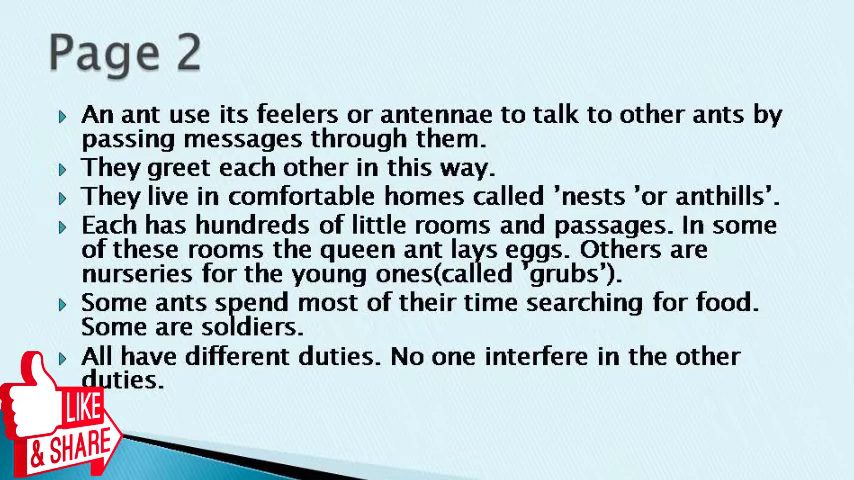 Page 2
An ant use its feelers or antennae to talk to other ants by
passing messages through them.
They greet each other in this way.
They live in comfortable homes called ’nests ’or anthills’.
Each has hundreds of little rooms and passages. In some
of these rooms the queen ant lays eggs. Others are
nurseries for the young ones(called ’grubs’).
Some ants spend most of their time searching for food.
Some are soldiers.
All have different duties. No one interfere in the other
duties.
LIKE
& SHARE